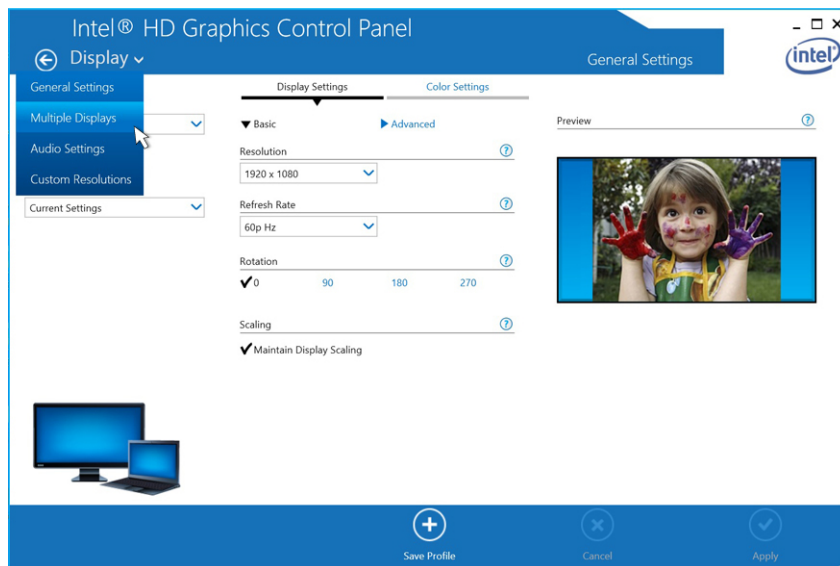 Intel® HD Graphics Control Panel
Display
General Settings
intel
General Settings
Multiple Displays
Audio Settings
Custom Resolutions
Current Settings
Display Settings
Color Settings
Basic
Advanced
Resolution
1920 x 1080
Refresh Rate
60p Hz
Rotation
0 90 180 270
Scaling
Maintain Display Scaling
Preview
Save Profile
Cancel
Apply